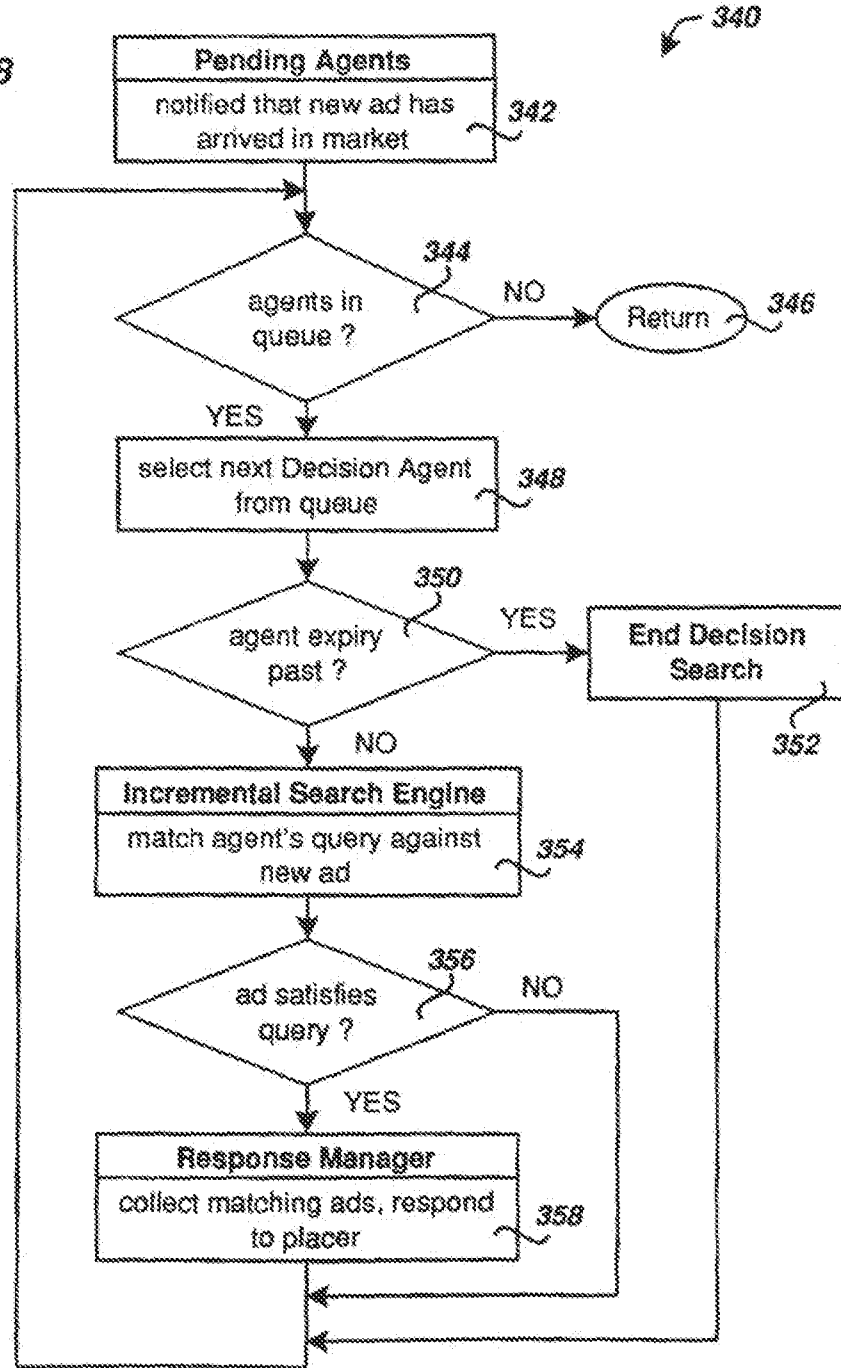 340
8
Pending Agents
notified that new ad has
arrived in market
342
344
agents in
queue ?
NO
Return
346
YES
select next Decision Agent
from queue
348
350
agent expiry
past ?
YES
End Decision
Search
352
NO
Incremental Search Engine
match agent's query against
new ad
354
356
ad satisfies
query ?
NO
YES
Response Manager
collect matching ads, respond
to placer
358